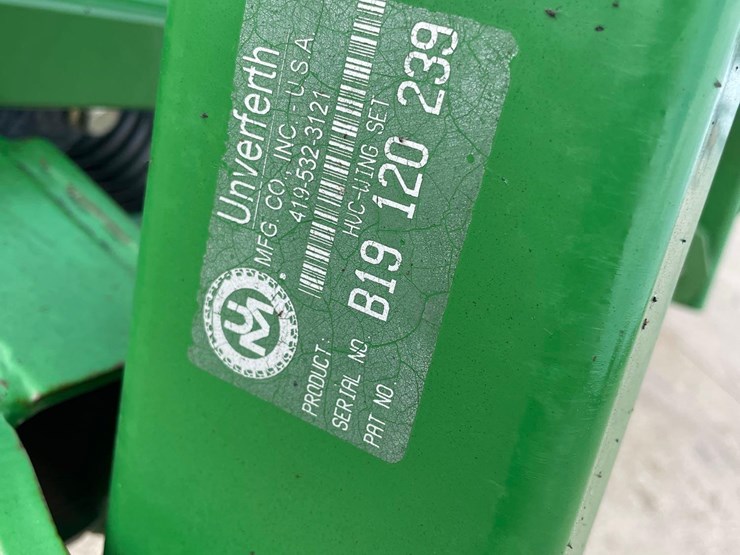 Unverferth
MFG. CO., INC. - U.S.A.
419-532-3121
PRODUCT: HVC-WING SET
SERIAL NO. B19 120 239
PAT NO.